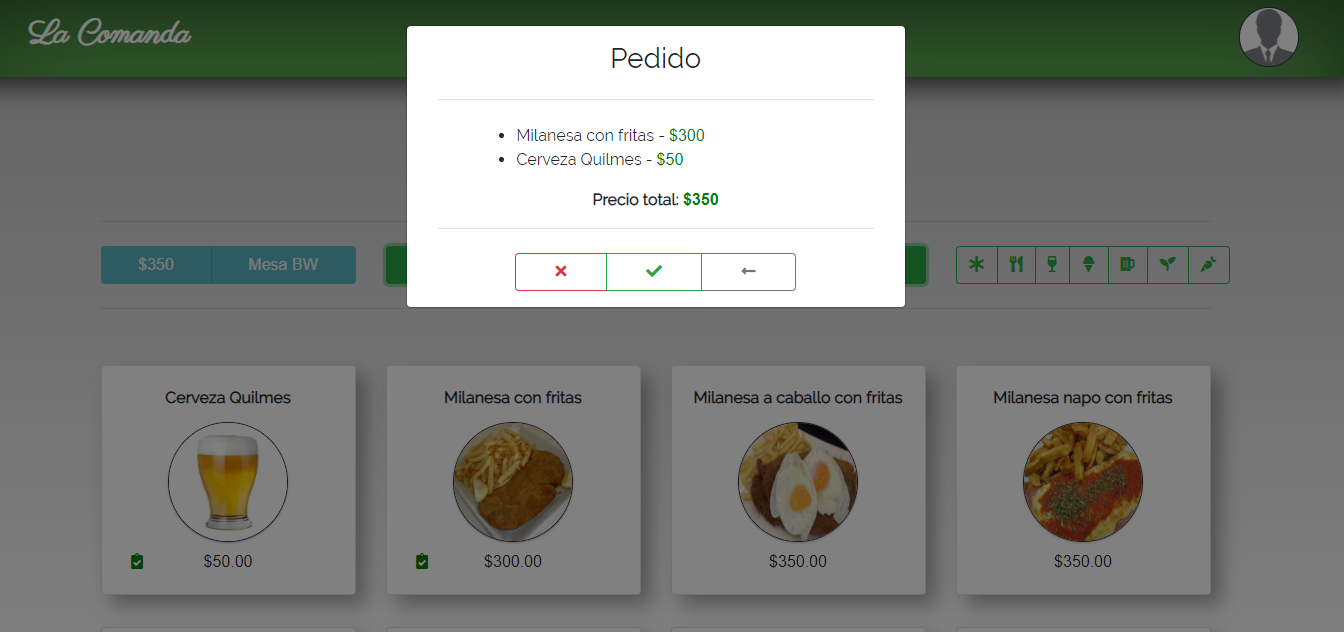 La Comanda
Pedido
Milanesa con fritas - $300
Cerveza Quilmes - $50
Precio total: $350
$350 Mesa BW
Cerveza Quilmes
$50.00
Milanesa con fritas
$300.00
Milanesa a caballo con fritas
$350.00
Milanesa napo con fritas
$350.00